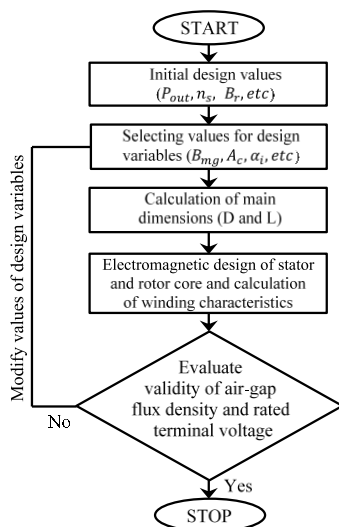 START
Initial design values
(P_out, n_s, B_r, etc)
Selecting values for design
variables (B_mg, A_c, α_i, etc)
Calculation of main
dimensions (D and L)
Electromagnetic design of stator
and rotor core and calculation
of winding characteristics
Modify values of design variables
Evaluate
validity of air-gap
flux density and rated
terminal voltage
No
Yes
STOP